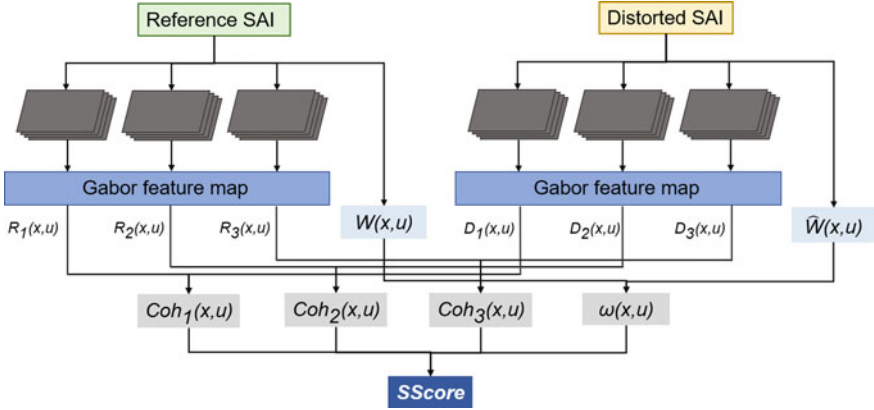 Reference SAI
Distorted SAI
Gabor feature map
Gabor feature map
R₁(x,u)
R₂(x,u)
R₃(x,u)
W(x,u)
D₁(x,u)
D₂(x,u)
D₃(x,u)
Ŵ(x,u)
Coh₁(x,u)
Coh₂(x,u)
Coh₃(x,u)
ω(x,u)
SScore